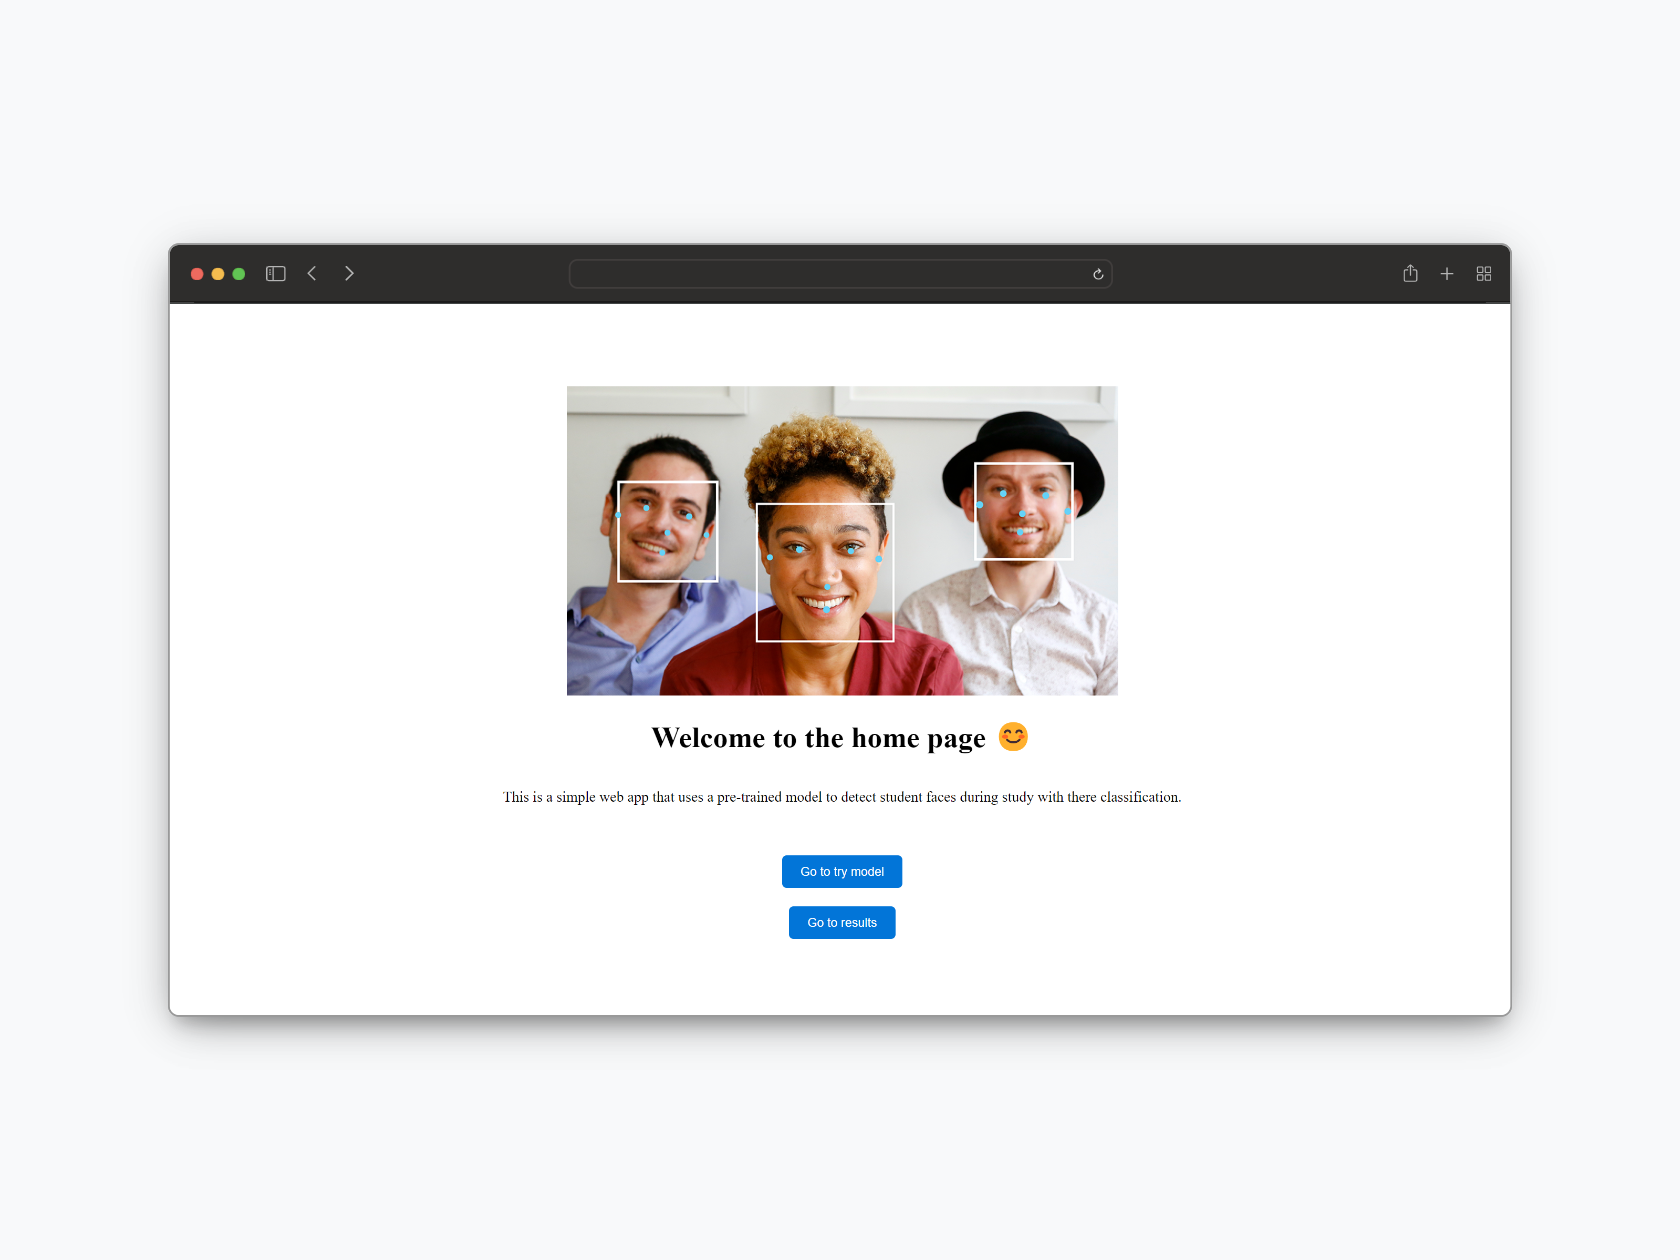 Welcome to the home page 😊
This is a simple web app that uses a pre-trained model to detect student faces during study with there classification.
Go to try model
Go to results